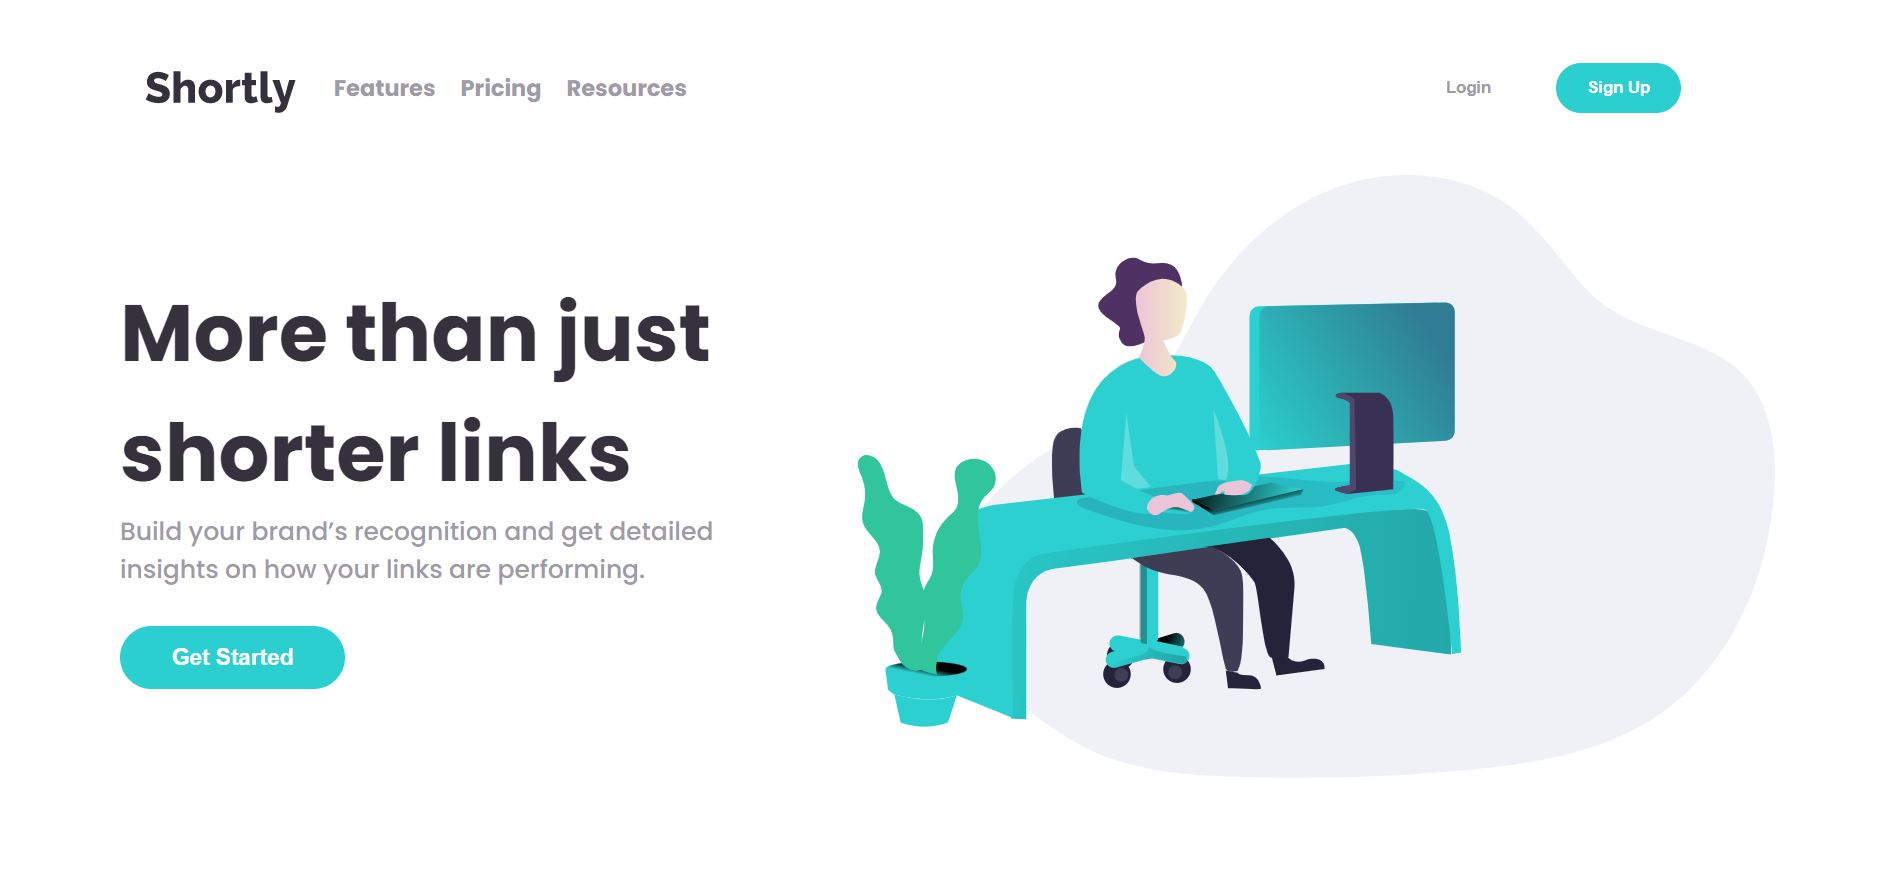 Shortly Features Pricing Resources Login Sign Up
More than just
shorter links
Build your brand’s recognition and get detailed
insights on how your links are performing.
Get Started